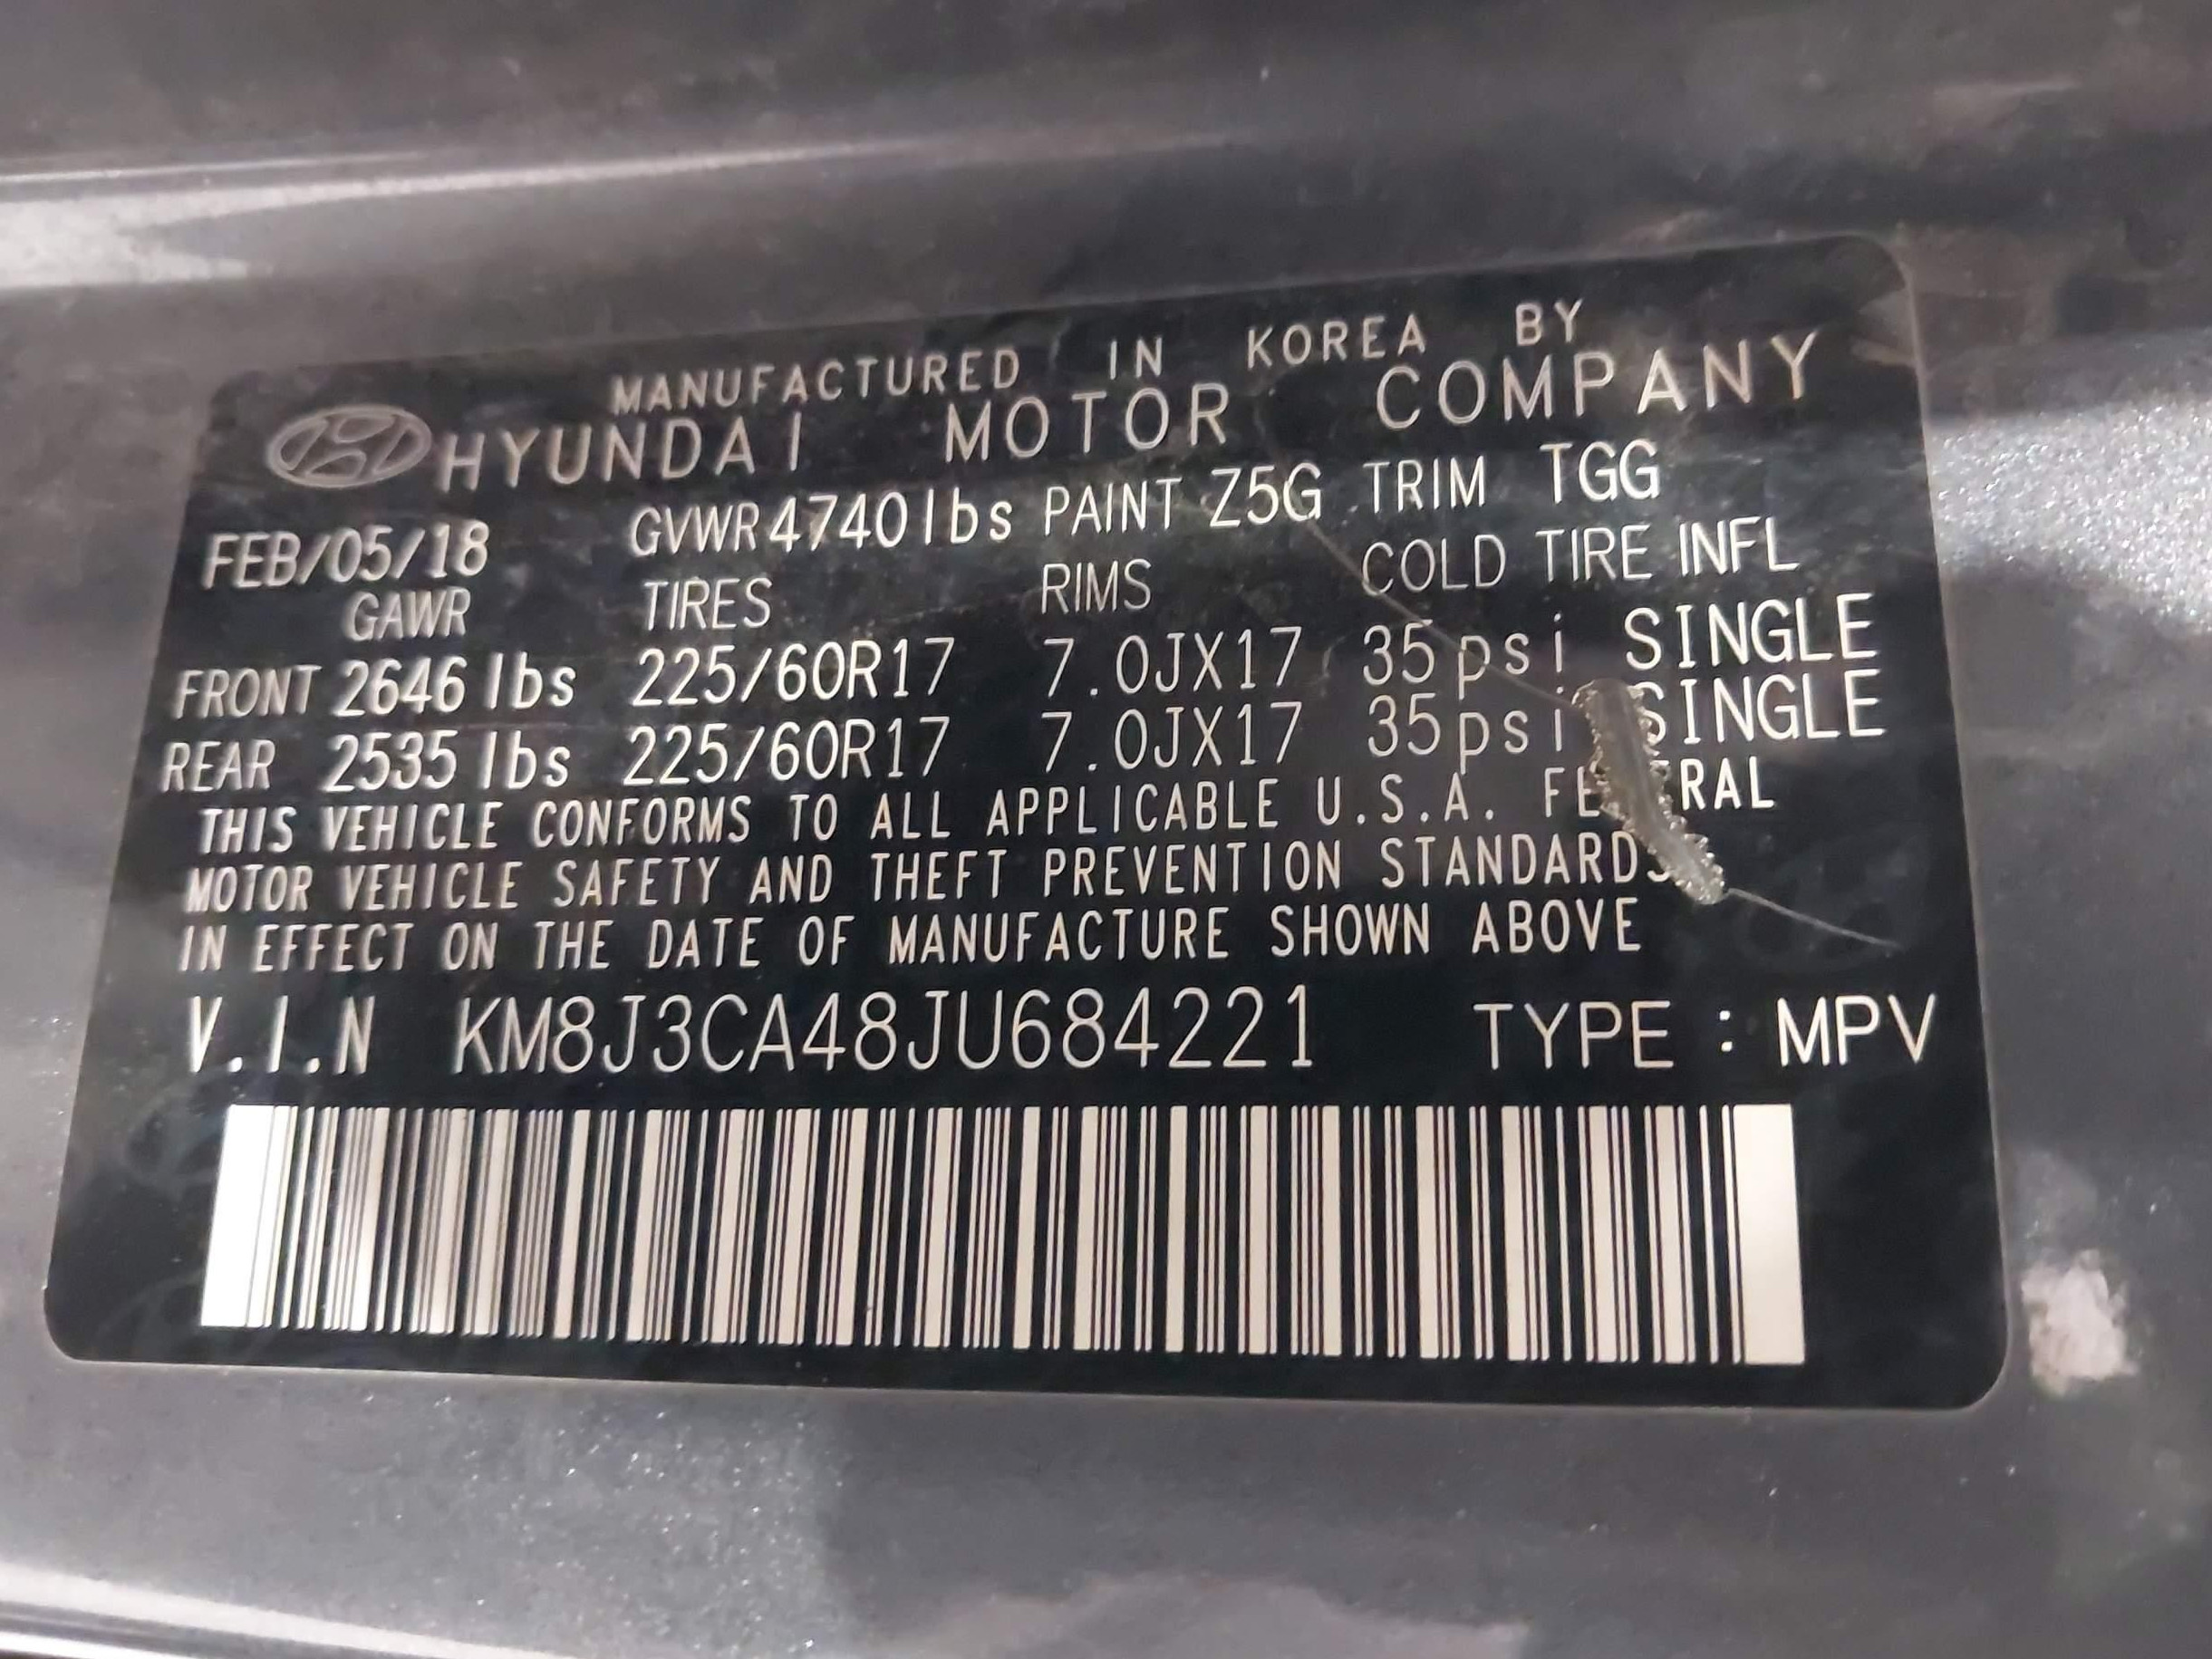 MANUFACTURED IN KOREA BY
HYUNDAI MOTOR COMPANY
FEB/05/18 GVWR4740lbs PAINT Z5G TRIM TGG
GAWR TIRES RIMS COLD TIRE INFL
FRONT 2646 lbs 225/60R17 7.0JX17 35psi SINGLE
REAR 2535 lbs 225/60R17 7.0JX17 35psi SINGLE
THIS VEHICLE CONFORMS TO ALL APPLICABLE U.S.A. FEDERAL
MOTOR VEHICLE SAFETY AND THEFT PREVENTION STANDARDS
IN EFFECT ON THE DATE OF MANUFACTURE SHOWN ABOVE
V.I.N KM8J3CA48JU684221 TYPE : MPV